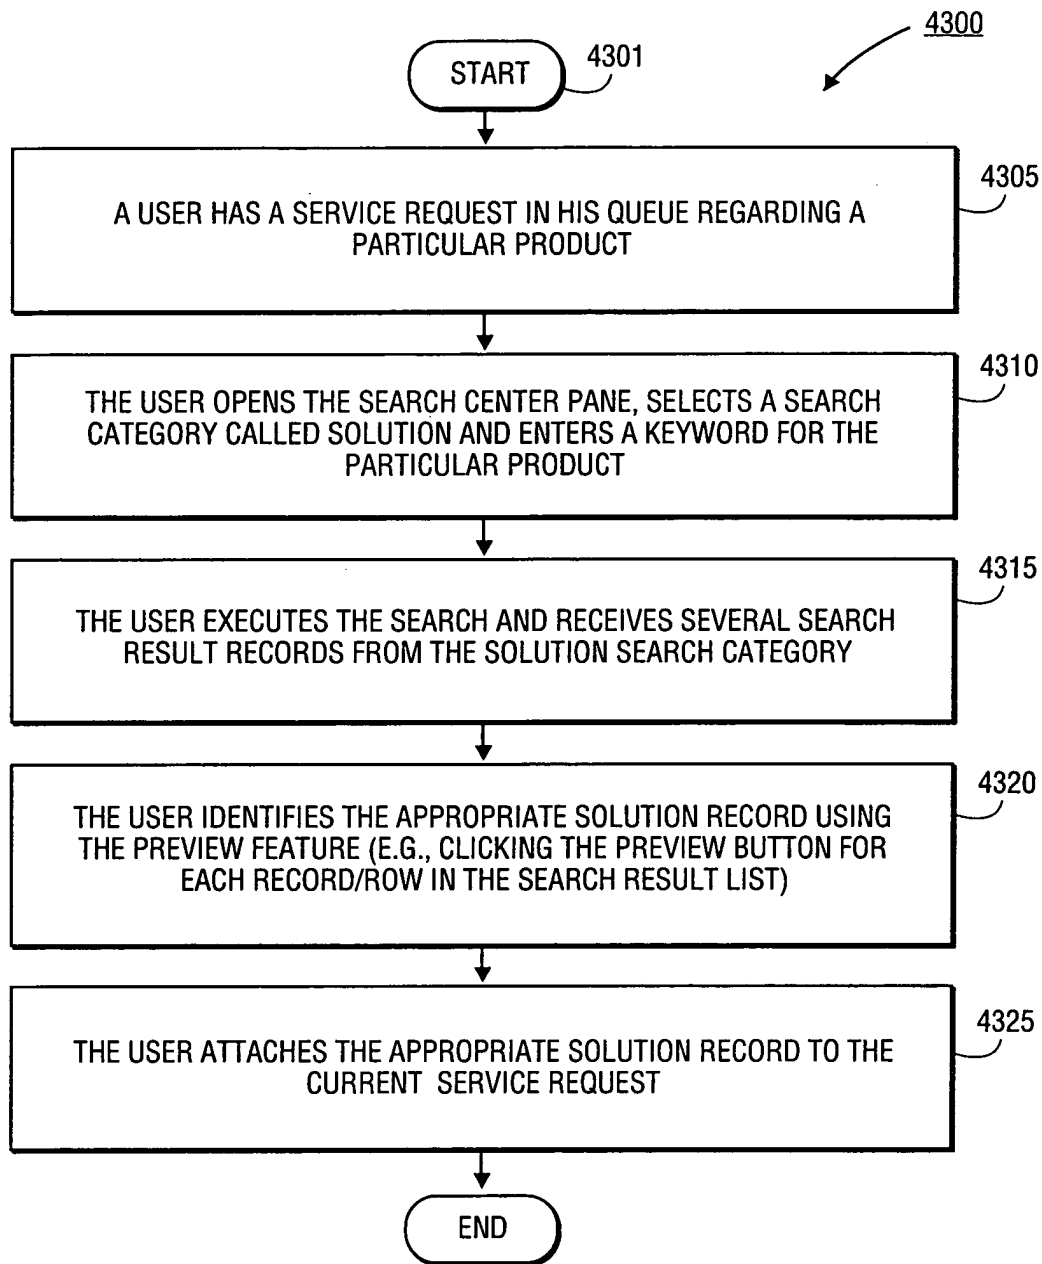 4300
START
4301
A USER HAS A SERVICE REQUEST IN HIS QUEUE REGARDING A
PARTICULAR PRODUCT
4305
THE USER OPENS THE SEARCH CENTER PANE, SELECTS A SEARCH
CATEGORY CALLED SOLUTION AND ENTERS A KEYWORD FOR THE
PARTICULAR PRODUCT
4310
THE USER EXECUTES THE SEARCH AND RECEIVES SEVERAL SEARCH
RESULT RECORDS FROM THE SOLUTION SEARCH CATEGORY
4315
THE USER IDENTIFIES THE APPROPRIATE SOLUTION RECORD USING
THE PREVIEW FEATURE (E.G., CLICKING THE PREVIEW BUTTON FOR
EACH RECORD/ROW IN THE SEARCH RESULT LIST)
4320
THE USER ATTACHES THE APPROPRIATE SOLUTION RECORD TO THE
CURRENT SERVICE REQUEST
4325
END